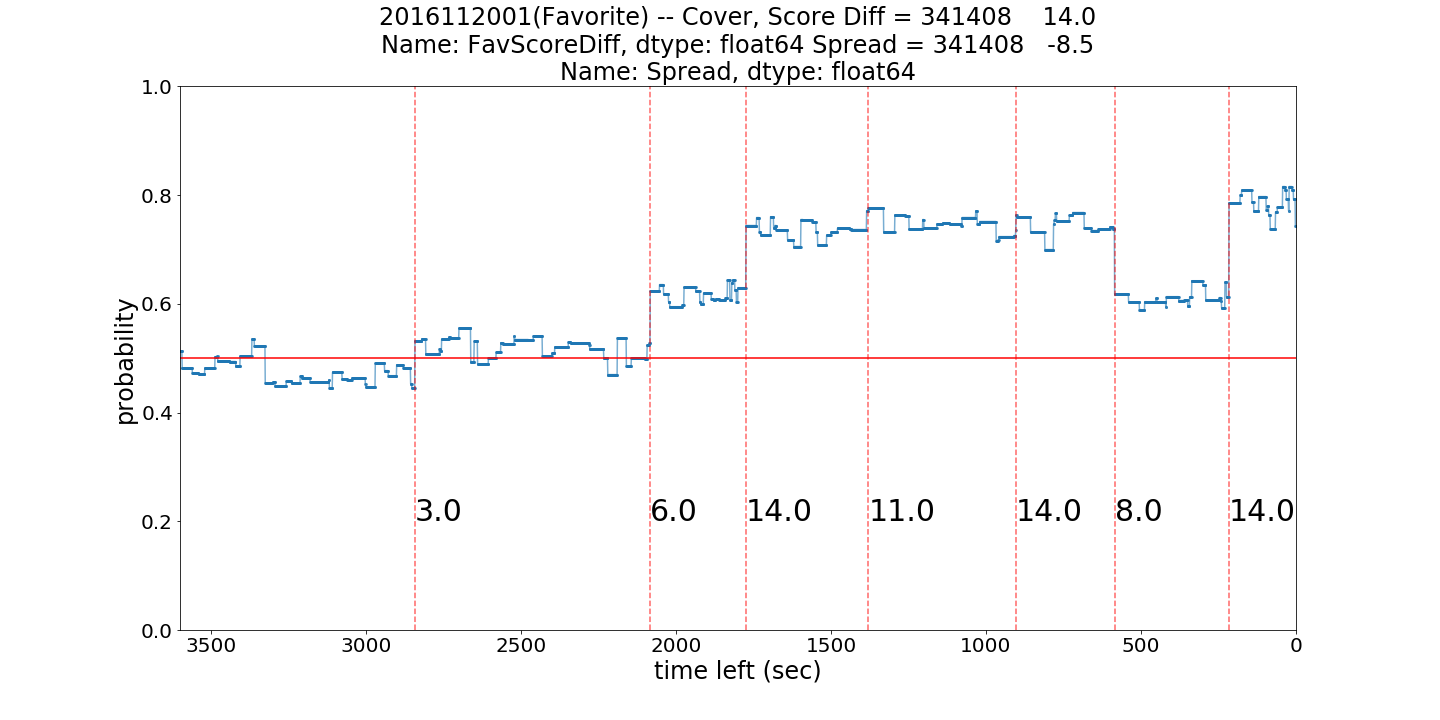 2016112001(Favorite) -- Cover, Score Diff = 341408    14.0
Name: FavScoreDiff, dtype: float64 Spread = 341408   -8.5
Name: Spread, dtype: float64
1.0
0.8
0.6
0.4
0.2
0.0
probability
3.0 6.0 14.0 11.0 14.0 8.0 14.0
3500 3000 2500 2000 1500 1000 500 0
time left (sec)